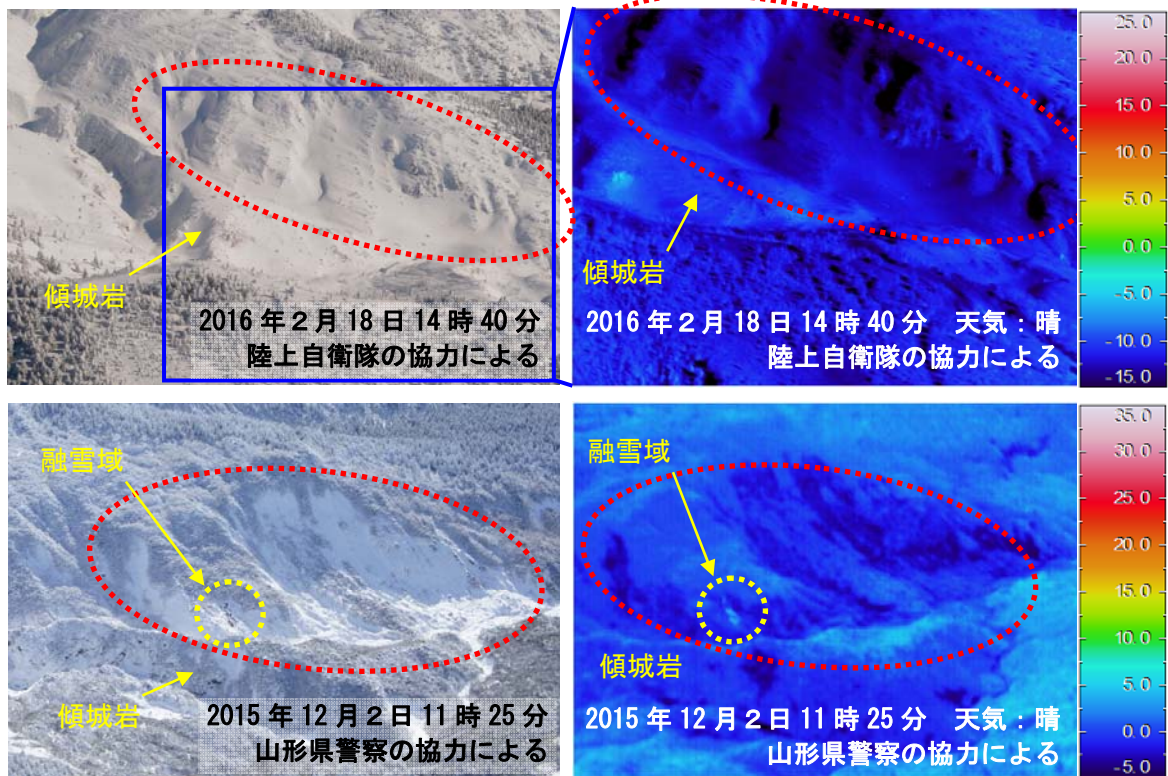 傾城岩
2016年２月18日14時40分
陸上自衛隊の協力による
傾城岩
2016年２月18日14時40分　天気：晴
陸上自衛隊の協力による
25.0
20.0
15.0
10.0
5.0
0.0
-5.0
-10.0
-15.0
融雪域
傾城岩
2015年12月２日11時25分
山形県警察の協力による
融雪域
傾城岩
2015年12月２日11時25分　天気：晴
山形県警察の協力による
35.0
30.0
25.0
20.0
15.0
10.0
5.0
0.0
-5.0